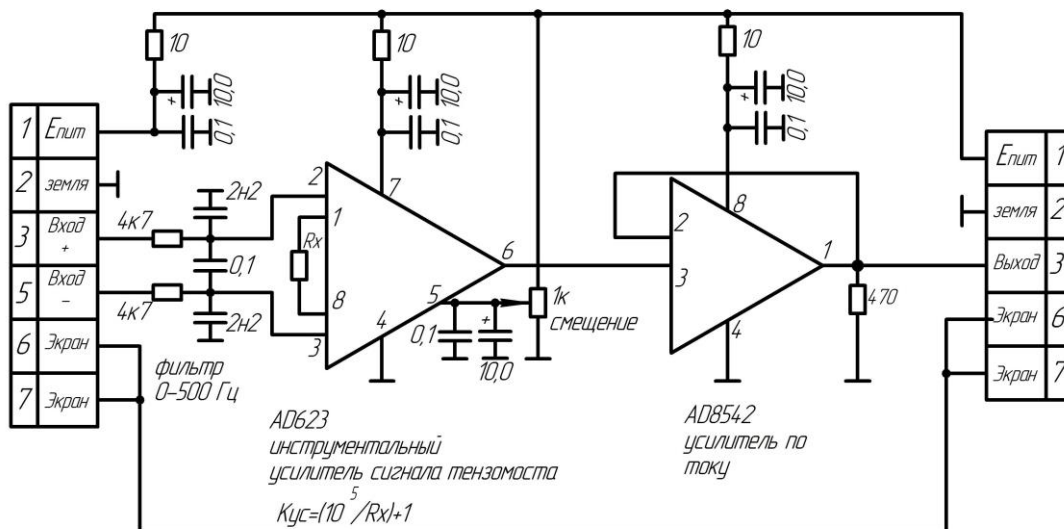 10
10
10
+
10,0
0,1
+
10,0
0,1
+
10,0
0,1
1 Епит
2 земля
3 Вход +
5 Вход −
6 Экран
7 Экран
4к7
4к7
2н2
0,1
2н2
фильтр
0–500 Гц
2
1
Rx
8
3
7
6
5
4
0,1
+
10,0
1к
смещение
2
3
8
1
4
470
Епит 1
земля 2
Выход 3
Экран 6
Экран 7
AD623
инструментальный
усилитель сигнала тензомоста
Кус=(10⁵/Rx)+1
AD8542
усилитель по
току